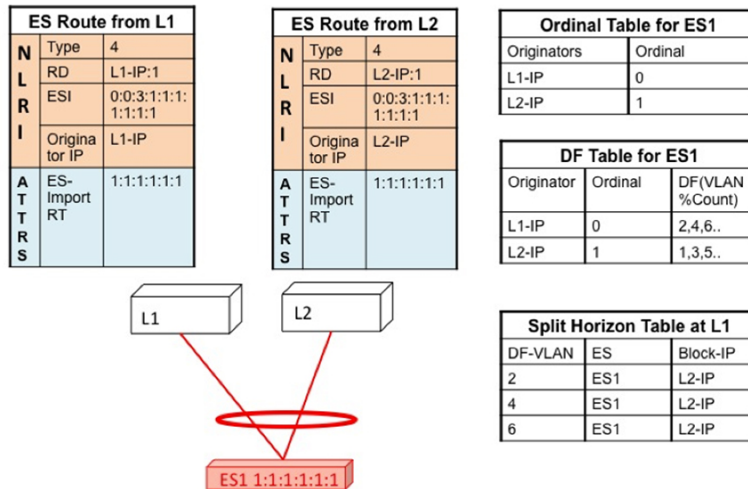 ES Route from L1
NLRI
Type 4
RD L1-IP:1
ESI 0:0:3:1:1:1:
1:1:1:1
Origina L1-IP
tor IP
ATTRS
ES- 1:1:1:1:1:1
Import
RT
ES Route from L2
NLRI
Type 4
RD L2-IP:1
ESI 0:0:3:1:1:1:
1:1:1:1
Origina L2-IP
tor IP
ATTRS
ES- 1:1:1:1:1:1
Import
RT
Ordinal Table for ES1
Originators Ordinal
L1-IP 0
L2-IP 1
DF Table for ES1
Originator Ordinal DF(VLAN
%Count)
L1-IP 0 2,4,6..
L2-IP 1 1,3,5..
Split Horizon Table at L1
DF-VLAN ES Block-IP
2 ES1 L2-IP
4 ES1 L2-IP
6 ES1 L2-IP
L1
L2
ES1 1:1:1:1:1:1